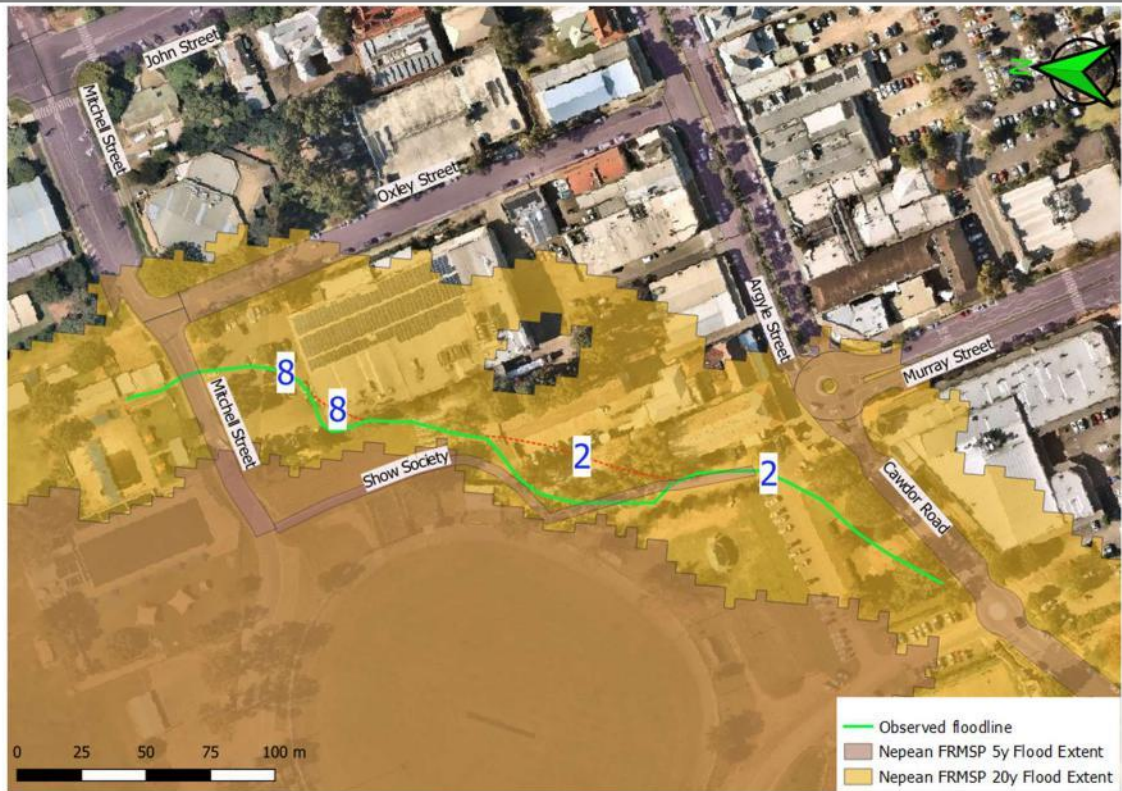 John Street
Mitchell Street
N
Oxley Street
Argyle Street
Murray Street
8
8
Mitchell Street
2
2
Show Society
Cawdor Road
0 25 50 75 100 m
Observed floodline
Nepean FRMSP 5y Flood Extent
Nepean FRMSP 20y Flood Extent